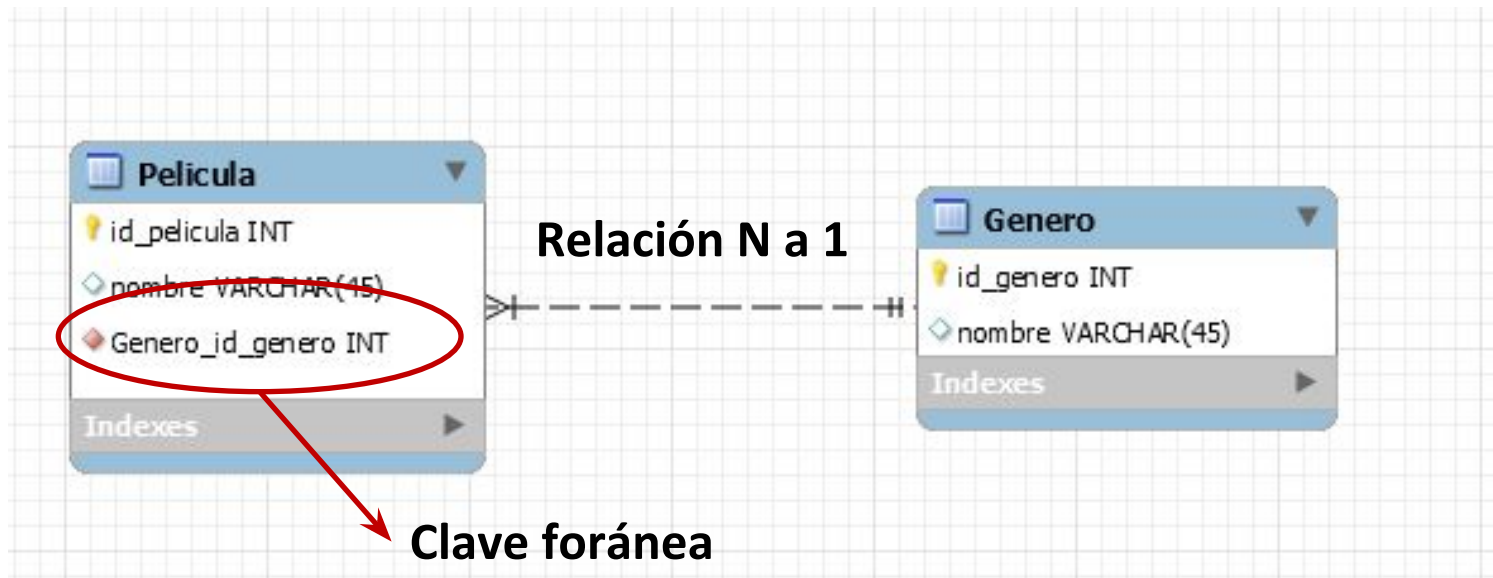 Pelicula
id_pelicula INT
nombre VARCHAR(45)
Genero_id_genero INT
Indexes
Relación N a 1
Genero
id_genero INT
nombre VARCHAR(45)
Indexes
Clave foránea